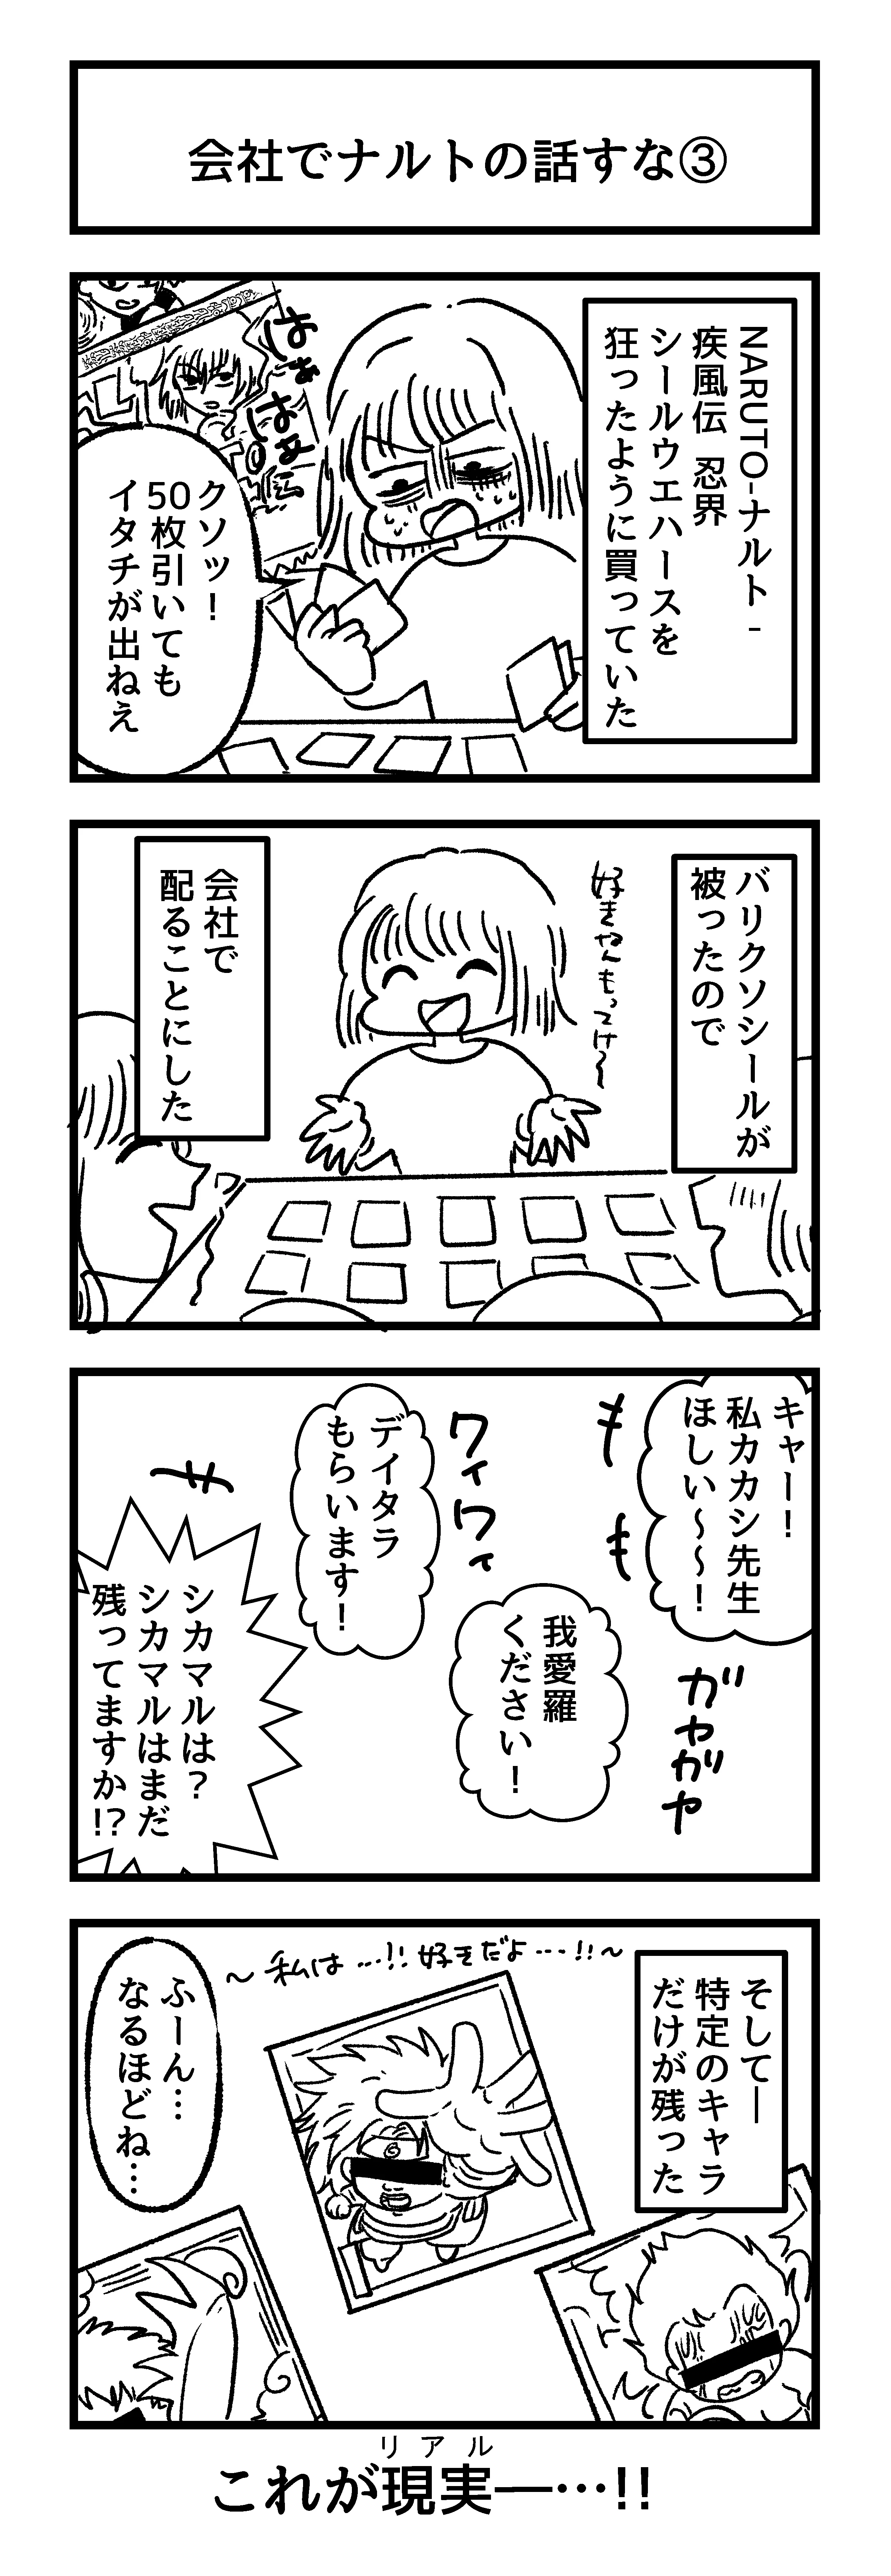 会社でナルトの話すな③
NARUTO-ナルト-
疾風伝 忍界
シールウエハースを
狂ったように買っていた
はぁ
はぁ
クソッ!
50枚引いても
イタチが出ねえ
バリクソシールが
被ったので
好きなんもってけ〜
会社で
配ることにした
キャー!
私カカシ先生
ほしい〜〜!
ワイワイ
デイタラ
もらいます!
我愛羅
ください!
ガヤガヤ
シカマルは?
シカマルはまだ
残ってますか!?
そして―
特定のキャラ
だけが残った
〜私は…!!好きだよ…!!〜
ふーん…
なるほどね…
リアル
これが現実―…!!